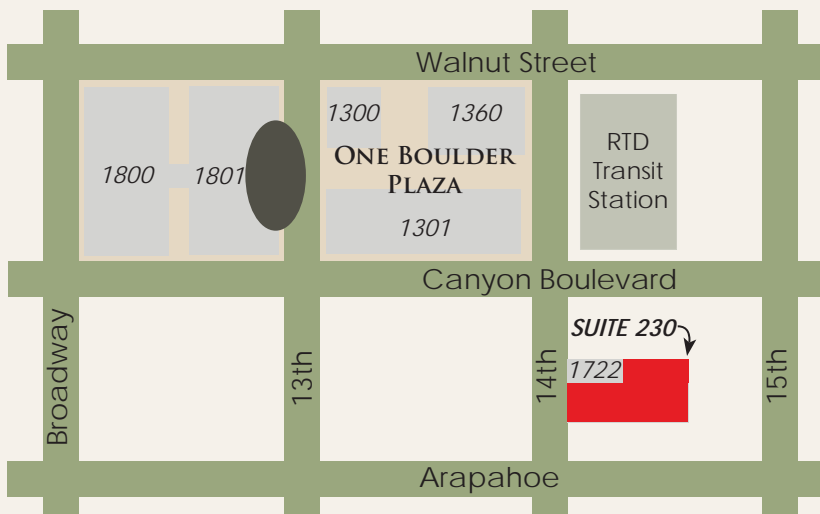 Walnut Street
1300
1360
RTD
Transit
Station
ONE BOULDER
PLAZA
1800
1801
1301
Canyon Boulevard
Broadway
13th
14th
15th
SUITE 230
1722
Arapahoe